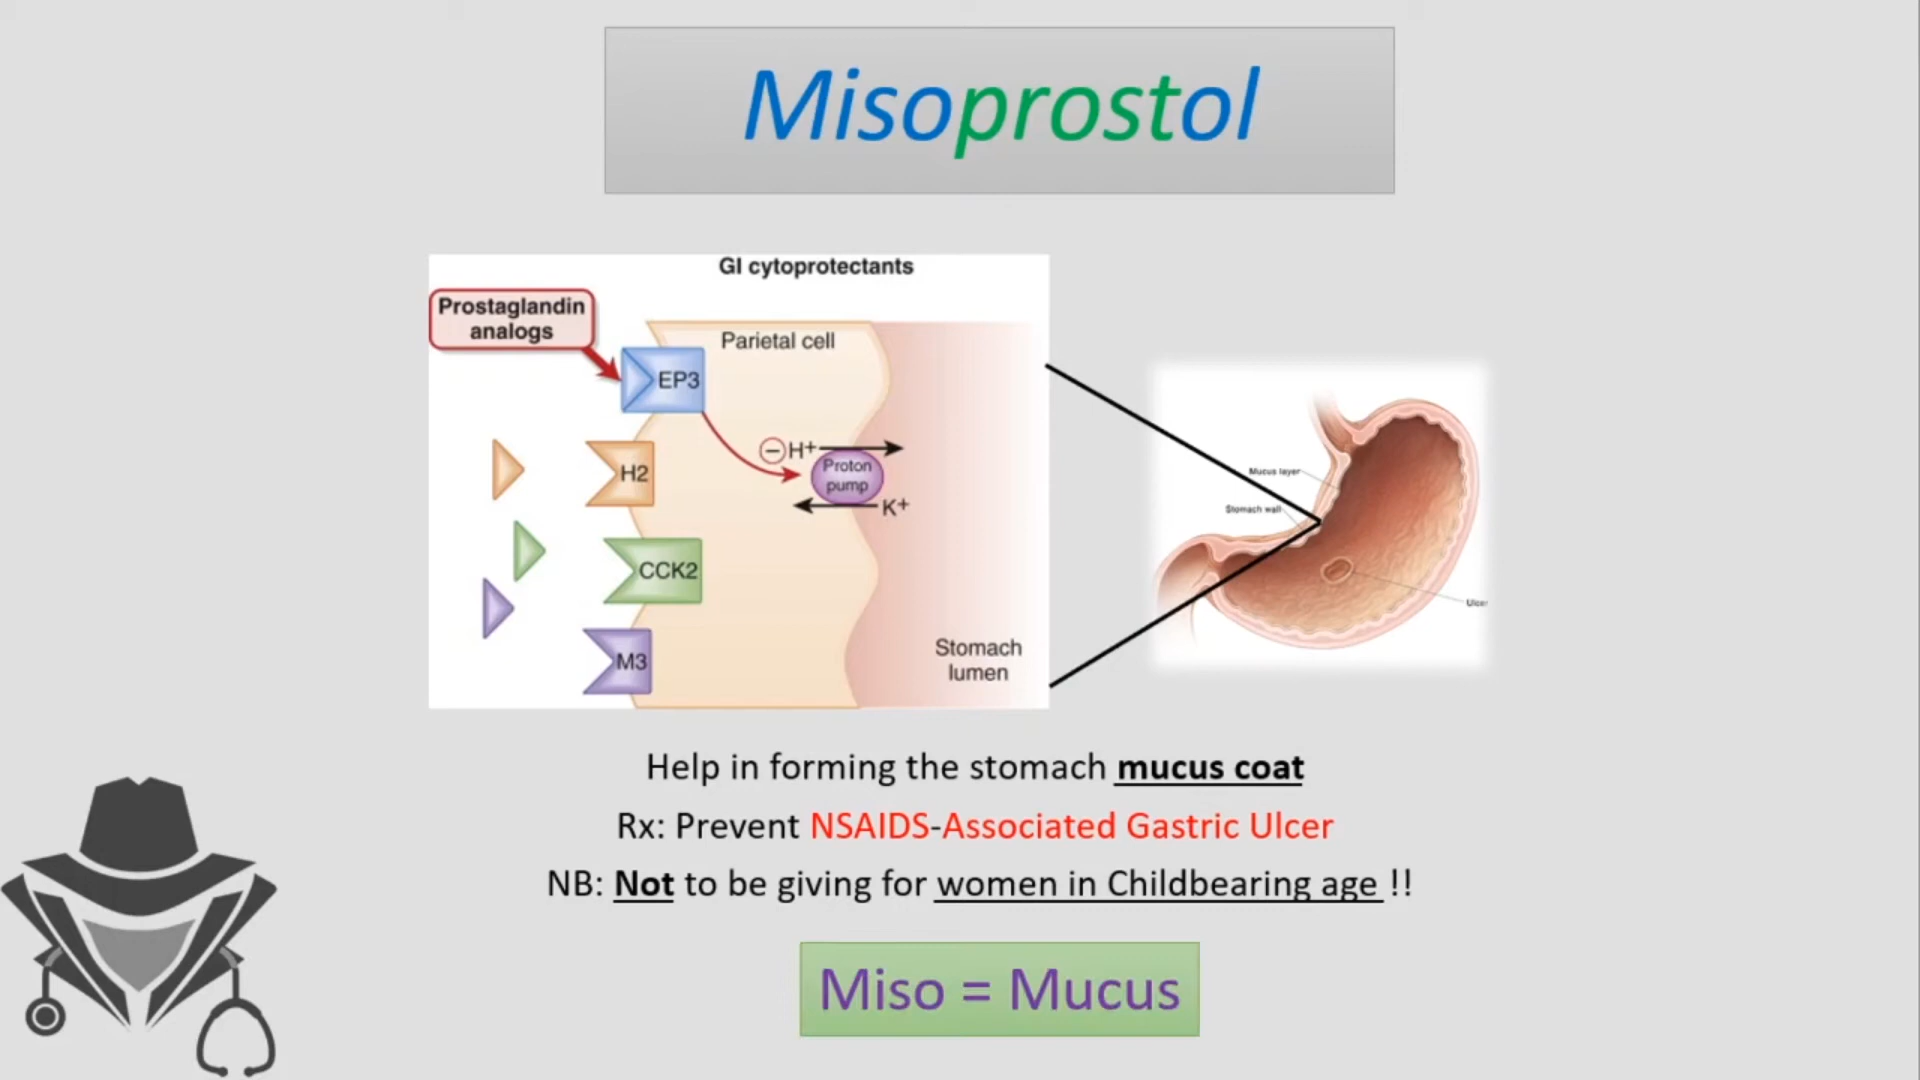 Misoprostol
GI cytoprotectants
Prostaglandin
analogs
Parietal cell
EP3
H2
CCK2
M3
−
H+
Proton
pump
K+
Stomach
lumen
Mucus layer
Stomach wall
Ulcer
Help in forming the stomach mucus coat
Rx: Prevent NSAIDS-Associated Gastric Ulcer
NB: Not to be giving for women in Childbearing age !!
Miso = Mucus